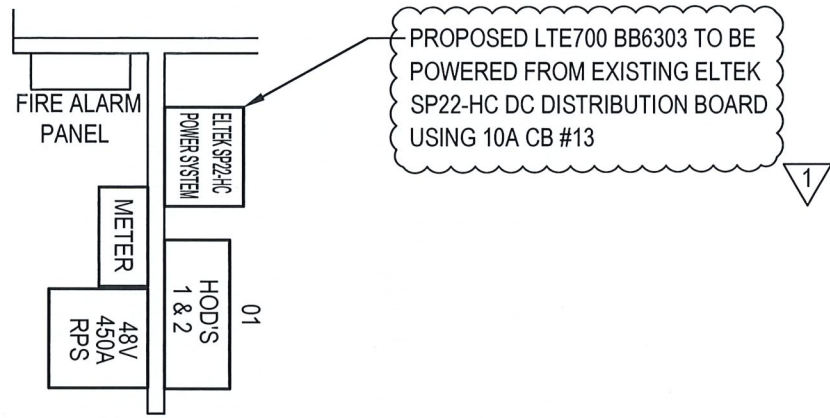 PROPOSED LTE700 BB6303 TO BE
POWERED FROM EXISTING ELTEK
SP22-HC DC DISTRIBUTION BOARD
USING 10A CB #13
1
FIRE ALARM
PANEL
ELTEK SP22-HC
POWER SYSTEM
METER
HOD'S
1 & 2
01
48V
450A
RPS